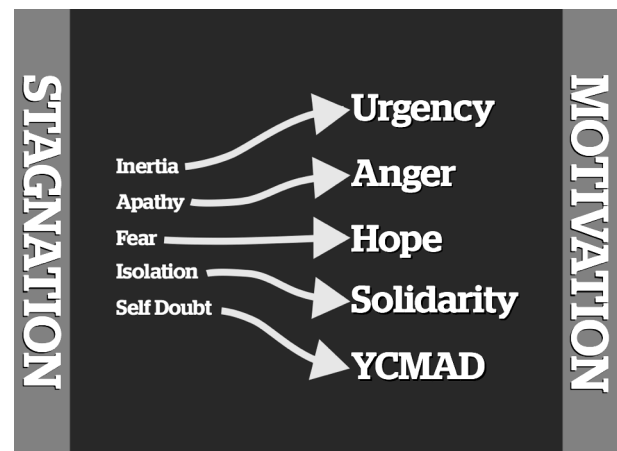 STAGNATION
Inertia
Apathy
Fear
Isolation
Self Doubt
Urgency
Anger
Hope
Solidarity
YCMAD
MOTIVATION